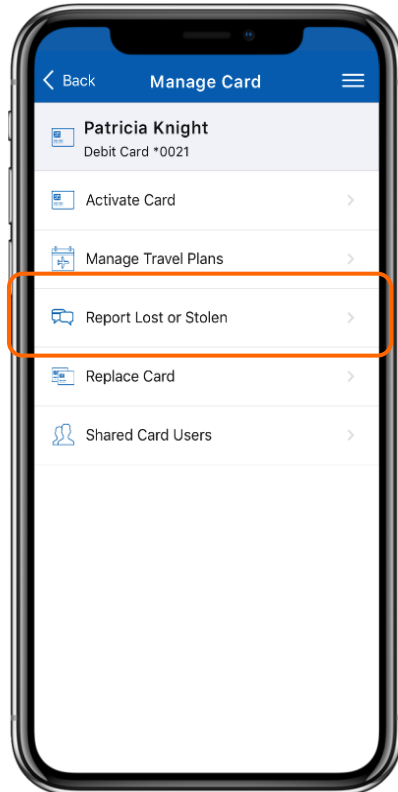 Back
Manage Card
Patricia Knight
Debit Card *0021
Activate Card
Manage Travel Plans
Report Lost or Stolen
Replace Card
Shared Card Users